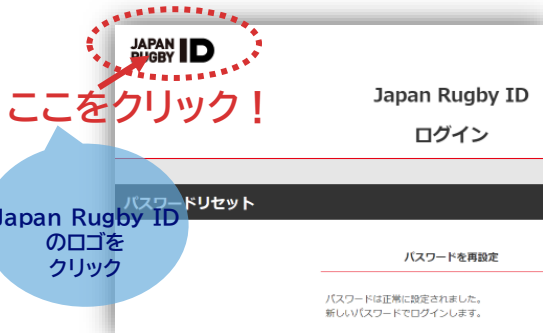 JAPAN
RUGBY ID
ここをクリック！
Japan Rugby ID
ログイン
パスワードリセット
Japan Rugby ID
のロゴを
クリック
パスワードを再設定
パスワードは正常に設定されました。
新しいパスワードでログインします。